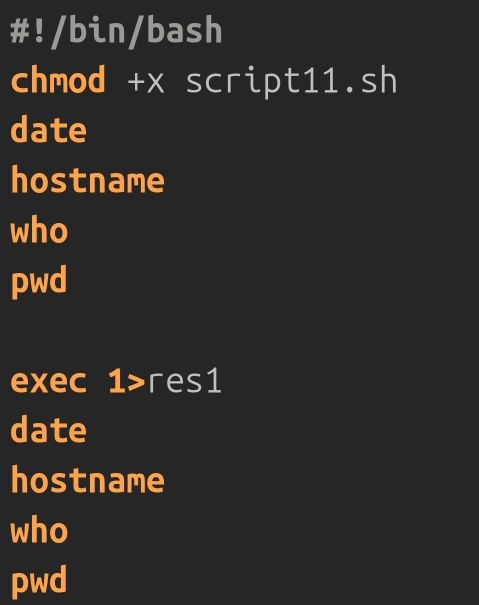 #!/bin/bash
chmod +x script11.sh
date
hostname
who
pwd
exec 1>res1
date
hostname
who
pwd